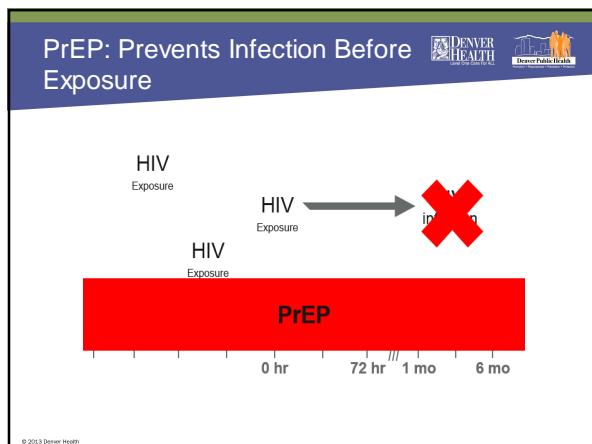 PrEP: Prevents Infection Before
Exposure
DENVER
HEALTH
Level One Care For ALL
Denver Public Health
HIV
Exposure
HIV
Exposure
HIV
Exposure
PrEP
0 hr
72 hr
1 mo
6 mo
© 2013 Denver Health